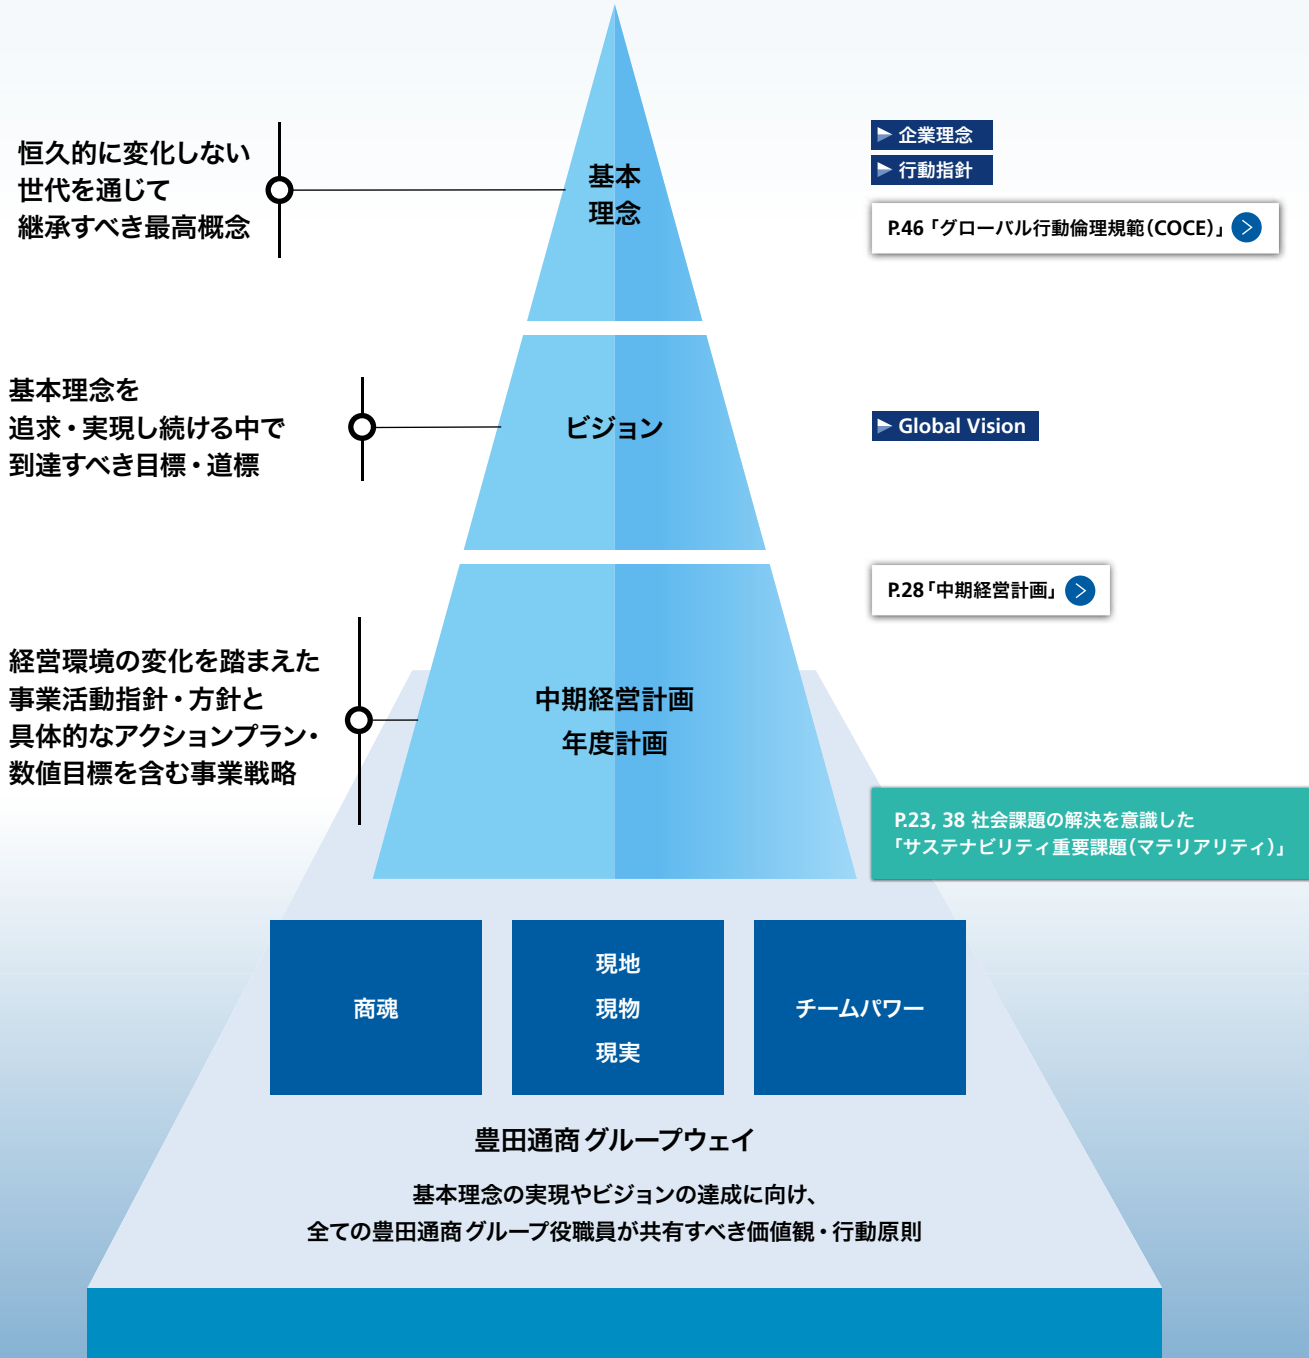 恒久的に変化しない
世代を通じて
継承すべき最高概念
基本
理念
▶ 企業理念
▶ 行動指針
P.46「グローバル行動倫理規範(COCE)」
基本理念を
追求・実現し続ける中で
到達すべき目標・道標
ビジョン
▶ Global Vision
P.28「中期経営計画」
経営環境の変化を踏まえた
事業活動指針・方針と
具体的なアクションプラン・
数値目標を含む事業戦略
中期経営計画
年度計画
P.23, 38 社会課題の解決を意識した
「サステナビリティ重要課題(マテリアリティ)」
商魂
現地
現物
現実
チームパワー
豊田通商グループウェイ
基本理念の実現やビジョンの達成に向け、
全ての豊田通商グループ役職員が共有すべき価値観・行動原則